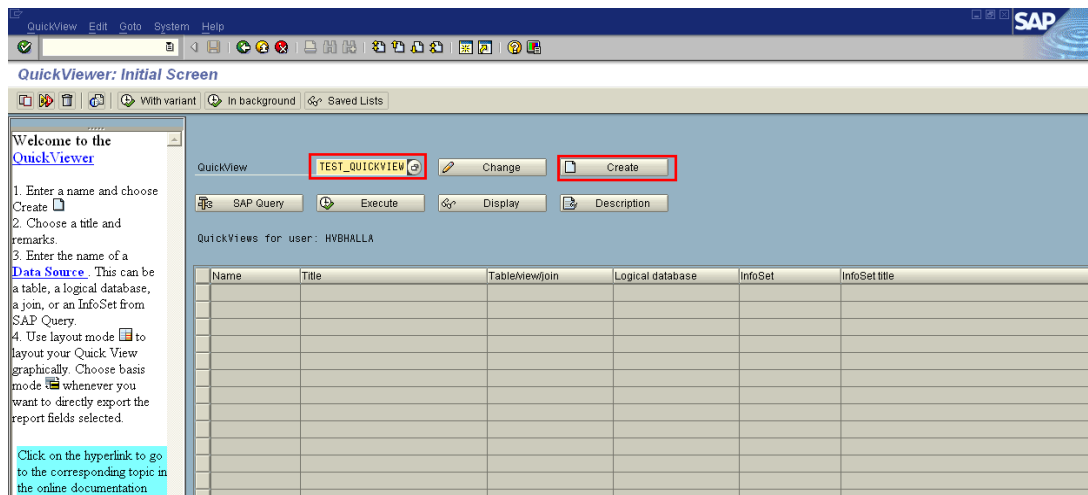 QuickView Edit Goto System Help
SAP
QuickViewer: Initial Screen
With variant In background Saved Lists
Welcome to the
QuickViewer
1. Enter a name and choose
Create
2. Choose a title and
remarks.
3. Enter the name of a
Data Source . This can be
a table, a logical database,
a join, or an InfoSet from
SAP Query.
4. Use layout mode to
layout your Quick View
graphically. Choose basis
mode whenever you
want to directly export the
report fields selected.
Click on the hyperlink to go
to the corresponding topic in
the online documentation
QuickView TEST_QUICKVIEW Change Create
SAP Query Execute Display Description
QuickViews for user: HVBHALLA
Name Title Table/view/join Logical database InfoSet InfoSet title